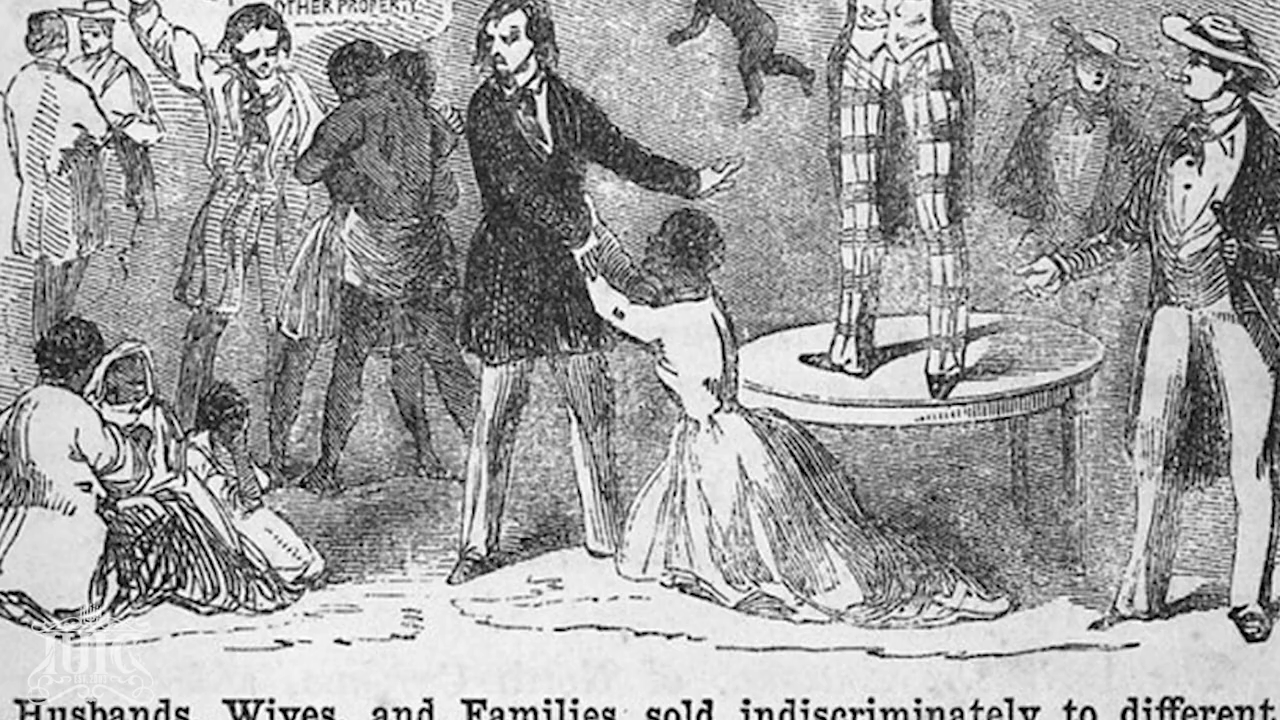 OTHER PROPERTY.
Husbands, Wives, and Families sold indiscriminately to different